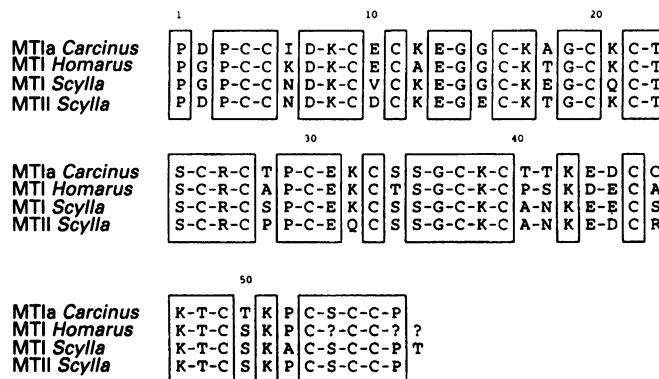 1 10 20
MTIa Carcinus P D P-C-C I D-K-C E C K E-G G C-K A G-C K C-T
MTI Homarus P G P-C-C K D-K-C E C A E-G G C-K T G-C K C-T
MTI Scylla P G P-C-C N D-K-C V C K E-G G C-K E G-C Q C-T
MTII Scylla P D P-C-C N D-K-C D C K E-G E C-K T G-C K C-T
30 40
MTIa Carcinus S-C-R-C T P-C-E K C S S-G-C-K-C T-T K E-D C C
MTI Homarus S-C-R-C A P-C-E K C T S-G-C-K-C P-S K D-E C A
MTI Scylla S-C-R-C S P-C-E K C S S-G-C-K-C A-N K E-E C S
MTII Scylla S-C-R-C P P-C-E Q C S S-G-C-K-C A-N K E-D C R
50
MTIa Carcinus K-T-C T K P C-S-C-C-P
MTI Homarus K-T-C S K P C-?-C-C-? ?
MTI Scylla K-T-C S K A C-S-C-C-P T
MTII Scylla K-T-C S K P C-S-C-C-P